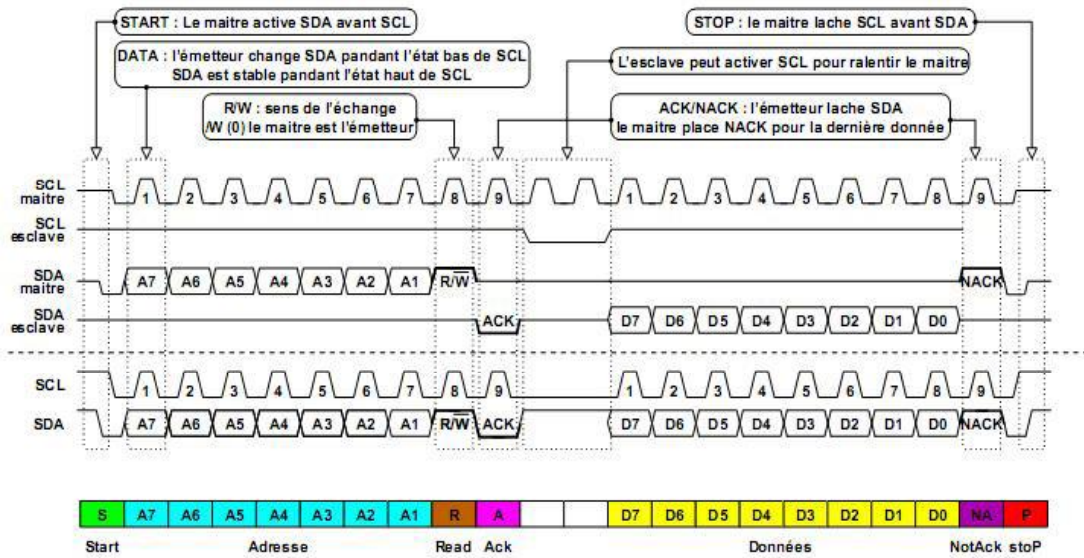 START : Le maitre active SDA avant SCL
STOP : le maitre lache SCL avant SDA
DATA : l'émetteur change SDA pandant l'état bas de SCL
SDA est stable pandant l'état haut de SCL
L'esclave peut activer SCL pour ralentir le maitre
R/W : sens de l'échange
/W (0) le maitre est l'émetteur
ACK/NACK : l'émetteur lache SDA
le maitre place NACK pour la dernière donnée
SCL
maitre
1 2 3 4 5 6 7 8 9 1 2 3 4 5 6 7 8 9
SCL
esclave
SDA
maitre
A7 A6 A5 A4 A3 A2 A1 R/W NACK
SDA
esclave
ACK D7 D6 D5 D4 D3 D2 D1 D0
SCL 1 2 3 4 5 6 7 8 9 1 2 3 4 5 6 7 8 9
SDA A7 A6 A5 A4 A3 A2 A1 R/W ACK D7 D6 D5 D4 D3 D2 D1 D0 NACK
S A7 A6 A5 A4 A3 A2 A1 R A D7 D6 D5 D4 D3 D2 D1 D0 NA P
Start Adresse Read Ack Données NotAck stoP